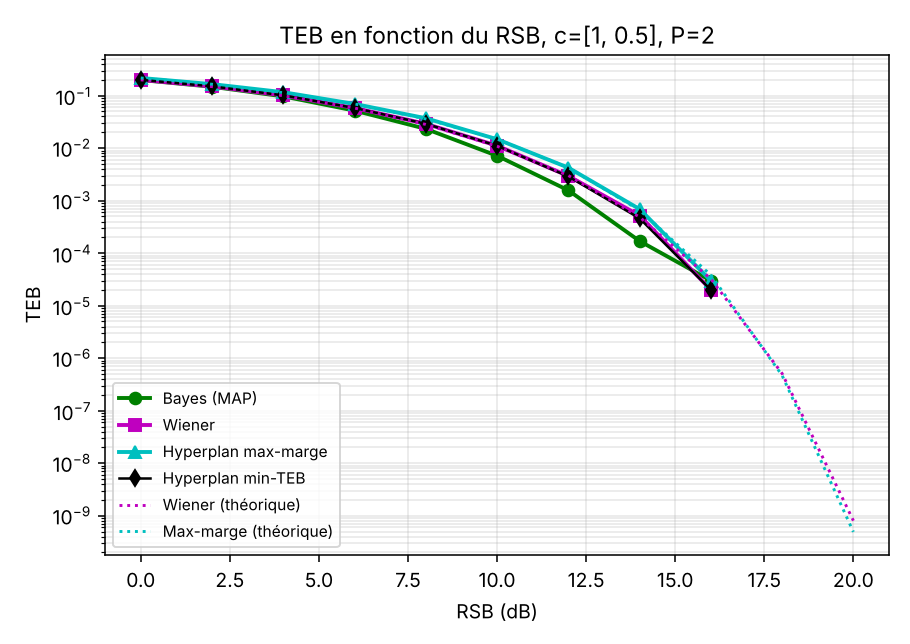 TEB en fonction du RSB, c=[1, 0.5], P=2
TEB
10⁻¹
10⁻²
10⁻³
10⁻⁴
10⁻⁵
10⁻⁶
10⁻⁷
10⁻⁸
10⁻⁹
Bayes (MAP)
Wiener
Hyperplan max-marge
Hyperplan min-TEB
Wiener (théorique)
Max-marge (théorique)
0.0 2.5 5.0 7.5 10.0 12.5 15.0 17.5 20.0
RSB (dB)